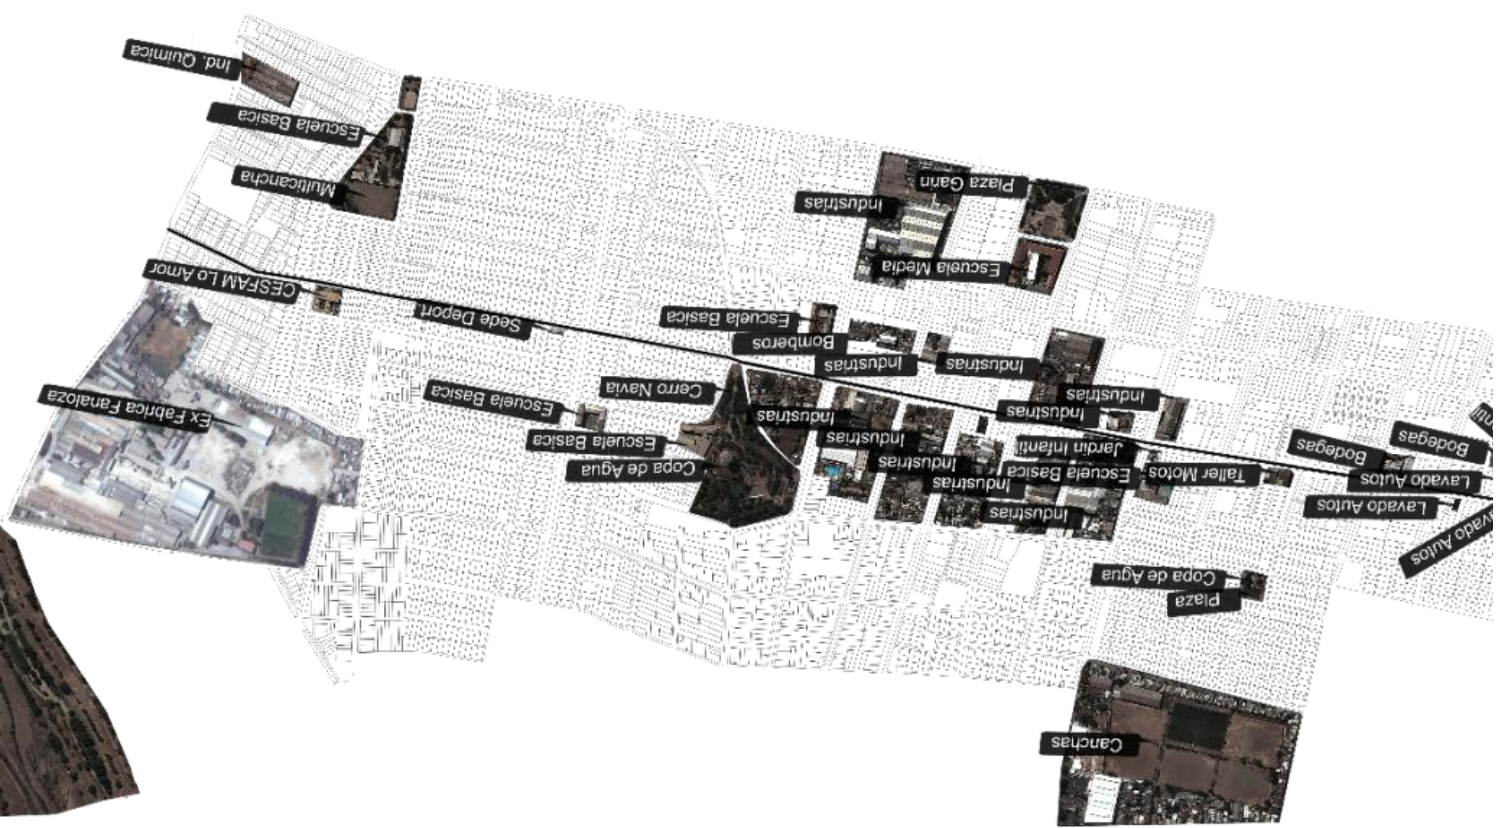 Ind. Quimica
Escuela Basica
Multicancha
Plaza Garin
Industrias
Escuela Media
CESFAM Lo Amor
Sede Deport
Escuela Basica
Bomberos
Industrias
Industrias
Cerro Navia
Escuela Basica
Ex Fabrica Fanaloza
Industrias
Industrias
Industrias
Industrias
Escuela Basica
Jardin Infanti
Bodegas
Bodegas
Copa de Agua
Industrias
Escuela Basica
Taller Motos
Industrias
Lavado Autos
Lavado Autos
Industrias
avado Autos
Copa de Agua
Plaza
Canchas